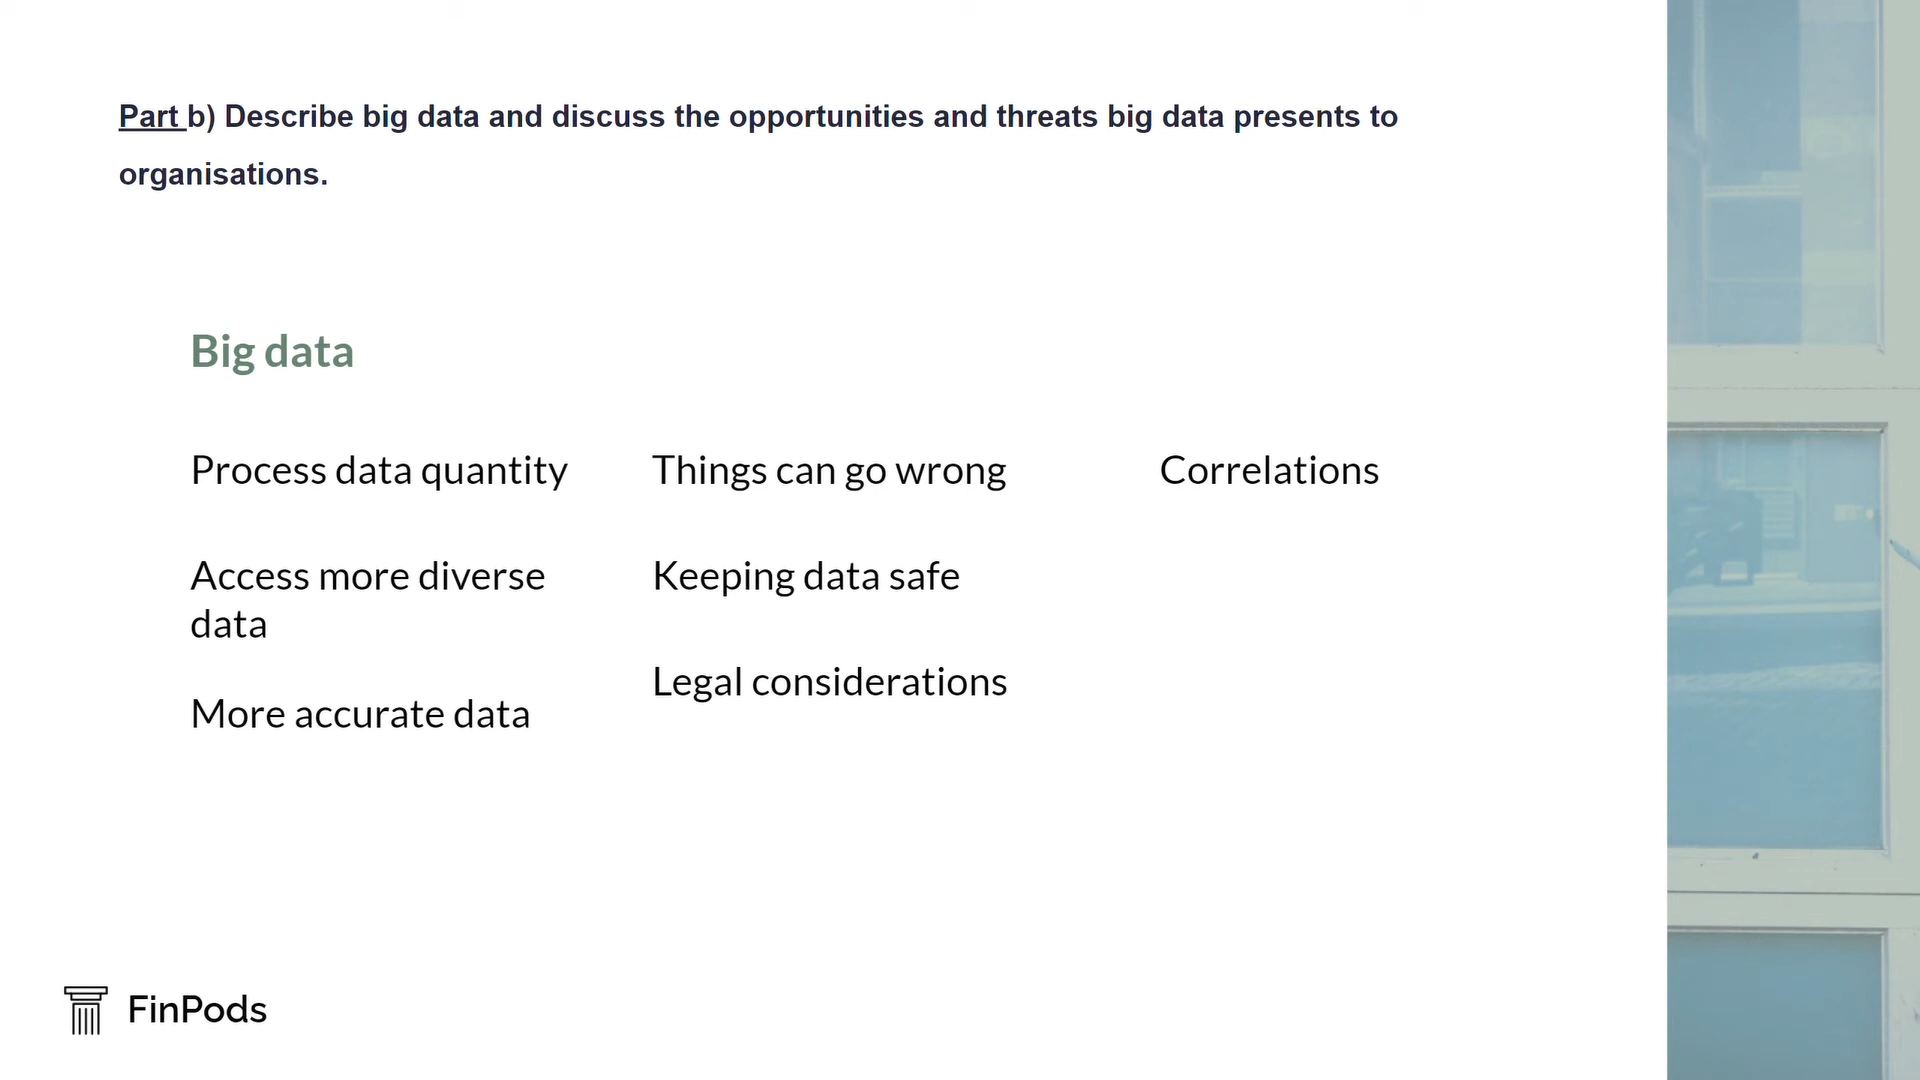 Part b) Describe big data and discuss the opportunities and threats big data presents to
organisations.
Big data
Process data quantity
Access more diverse
data
More accurate data
Things can go wrong
Keeping data safe
Legal considerations
Correlations
FinPods